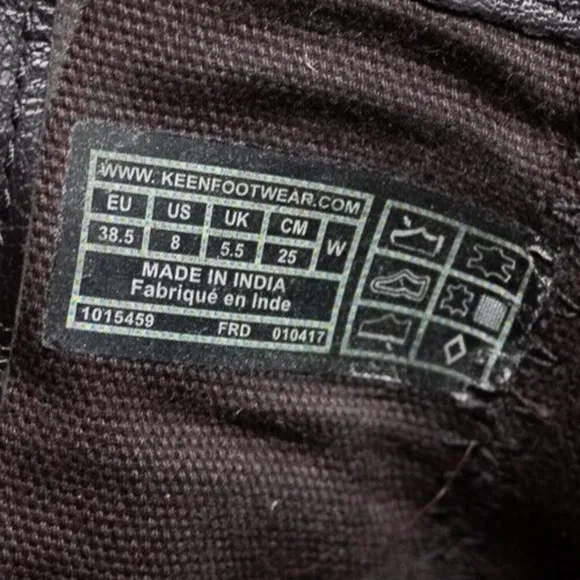 WWW. KEENFOOTWEAR.COM
EU US UK CM W
38.5 8 5.5 25
MADE IN INDIA
Fabriqué en Inde
1015459 FRD 010417